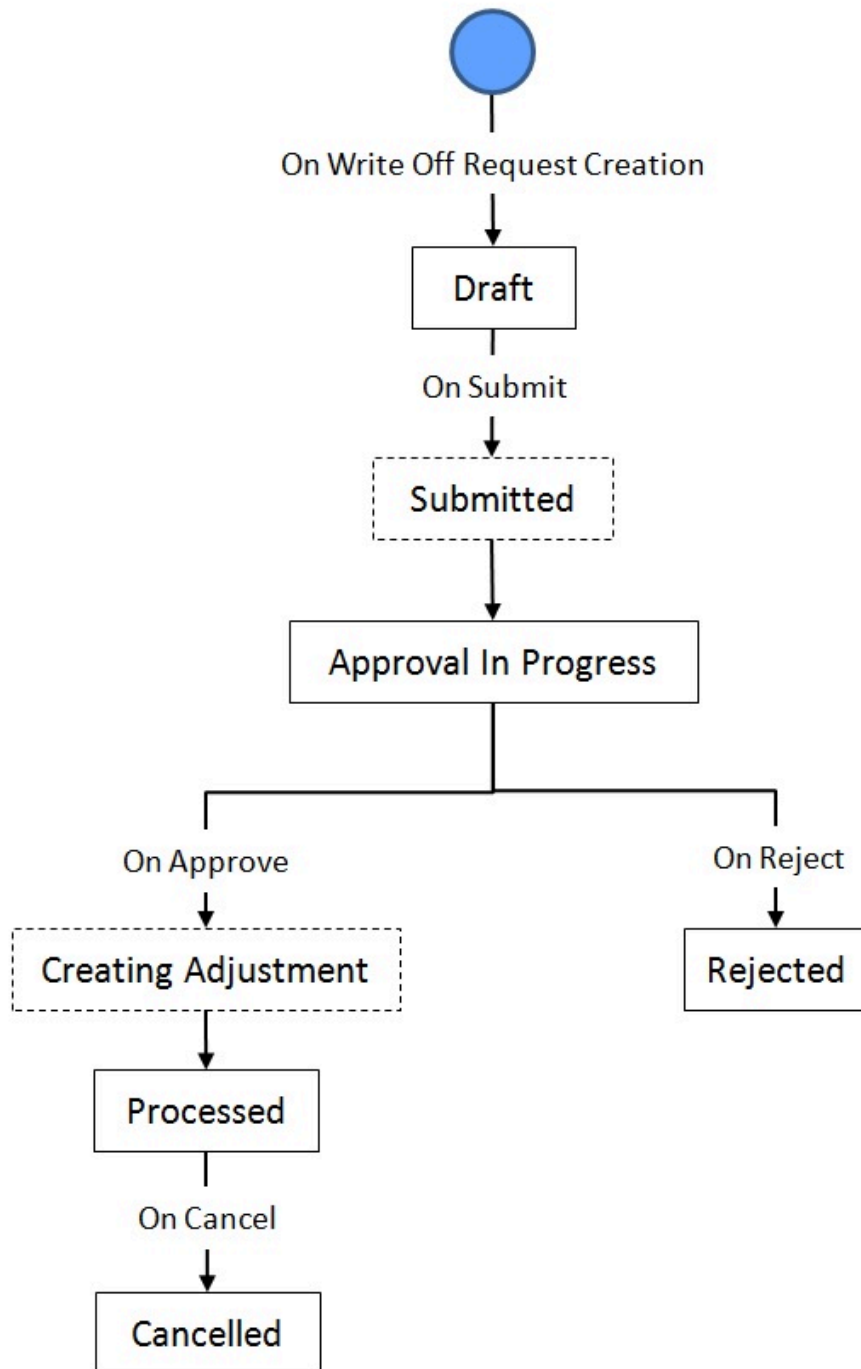 On Write Off Request Creation
Draft
On Submit
Submitted
Approval In Progress
On Approve
On Reject
Creating Adjustment
Rejected
Processed
On Cancel
Cancelled